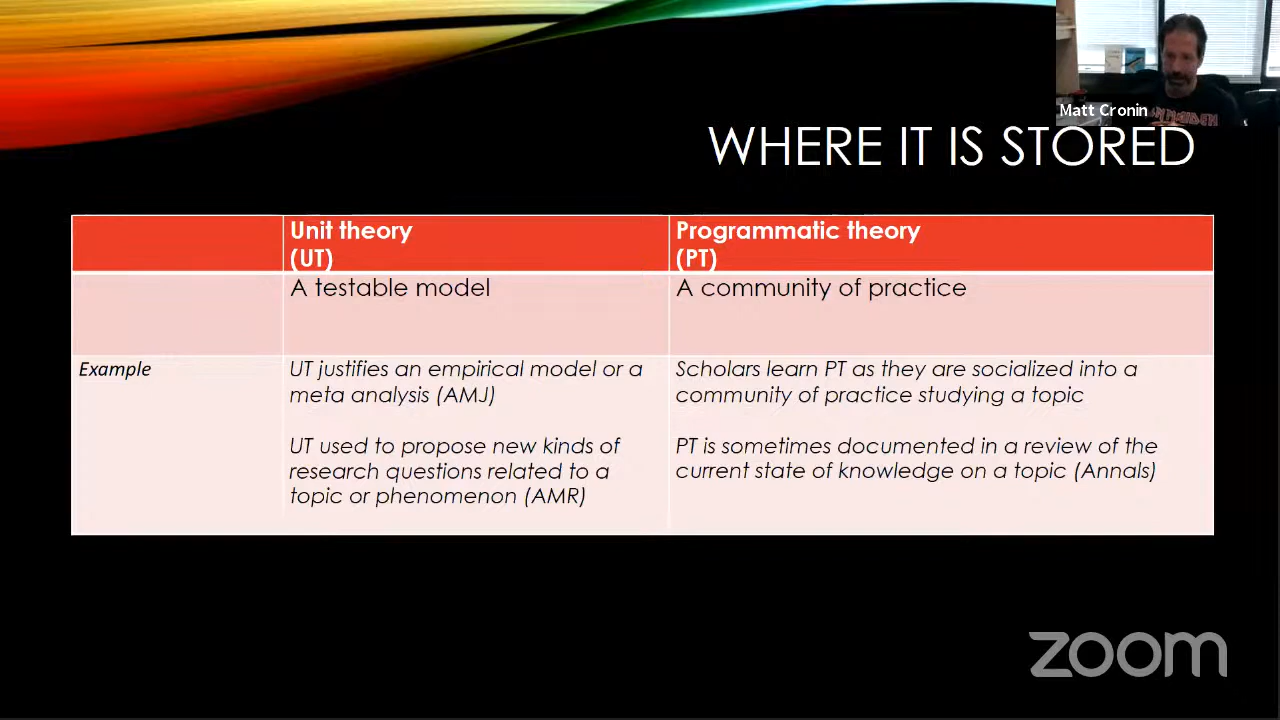 Matt Cronin
WHERE IT IS STORED
Unit theory
(UT)
Programmatic theory
(PT)
A testable model
A community of practice
Example
UT justifies an empirical model or a
meta analysis (AMJ)
UT used to propose new kinds of
research questions related to a
topic or phenomenon (AMR)
Scholars learn PT as they are socialized into a
community of practice studying a topic
PT is sometimes documented in a review of the
current state of knowledge on a topic (Annals)
zoom